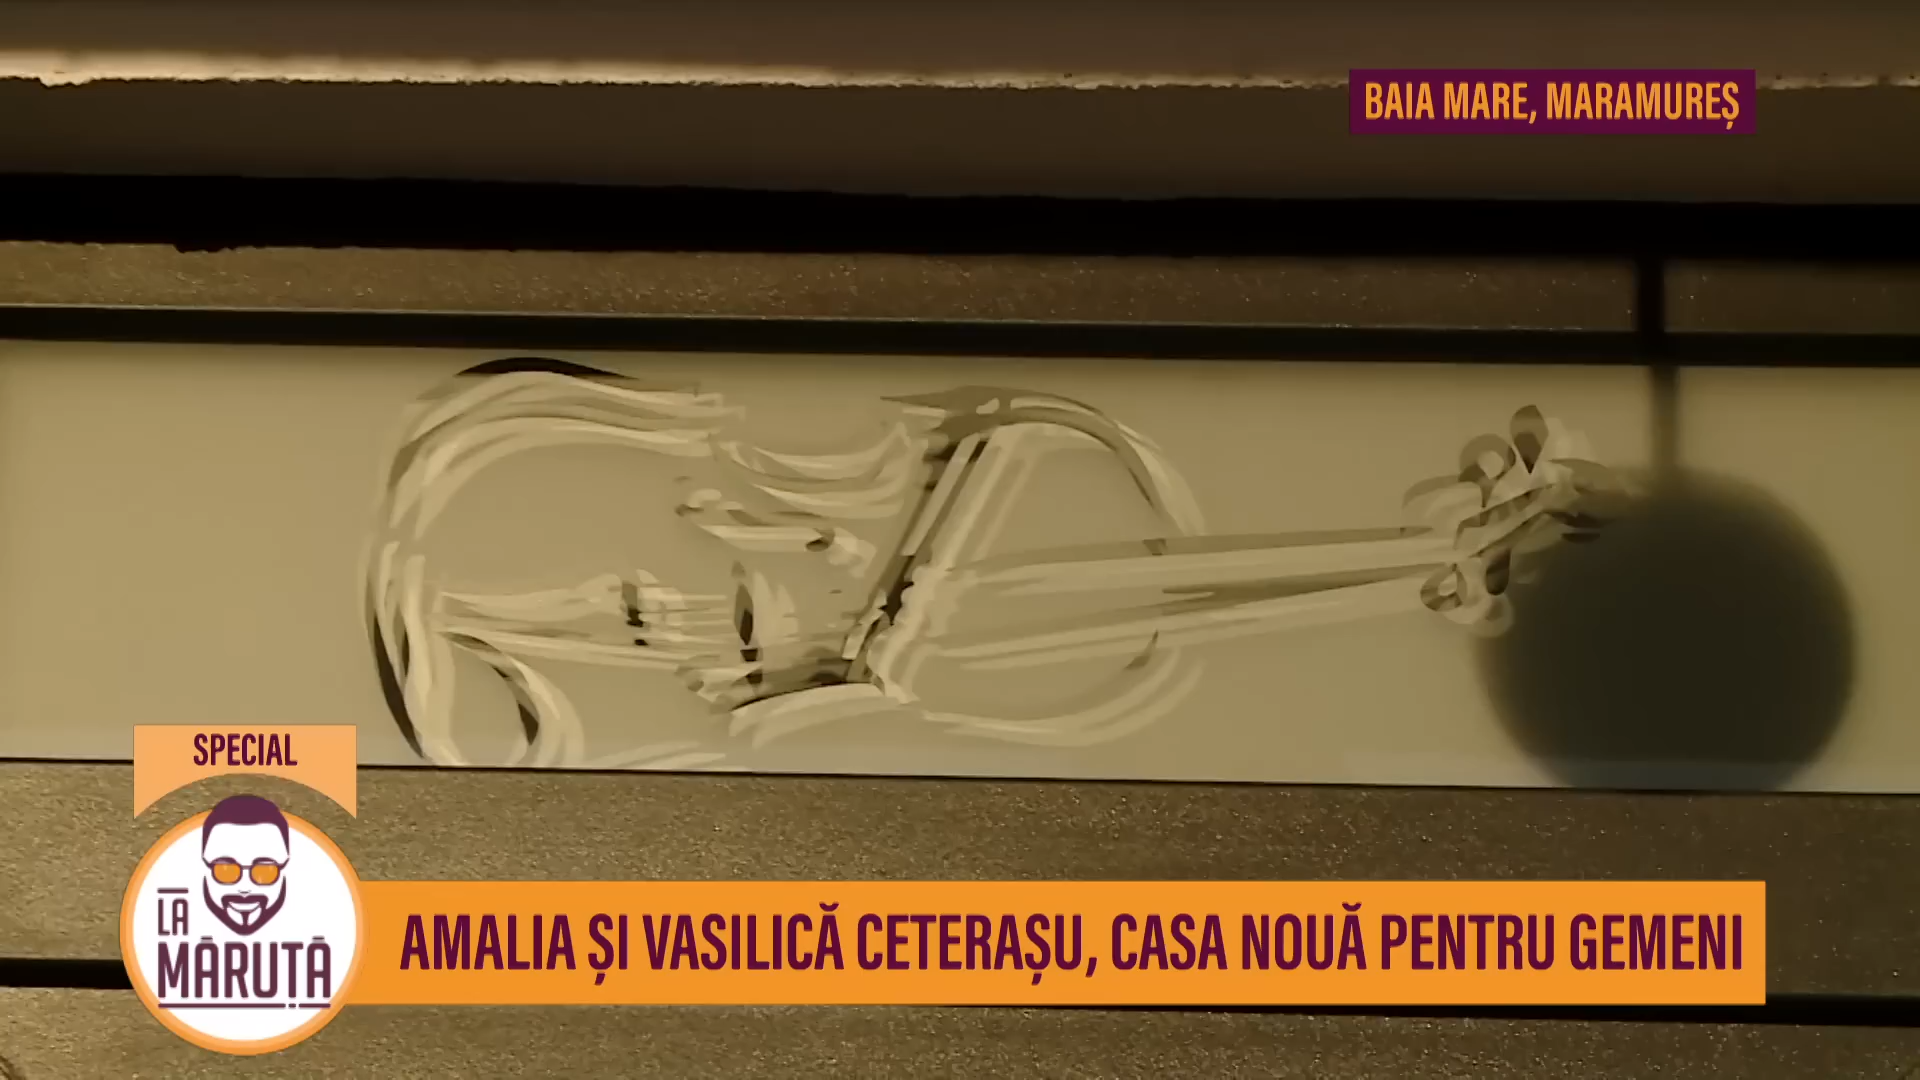 BAIA MARE, MARAMUREȘ
SPECIAL
LA
MĂRUȚĂ
AMALIA ȘI VASILICĂ CETERAȘU, CASA NOUĂ PENTRU GEMENI